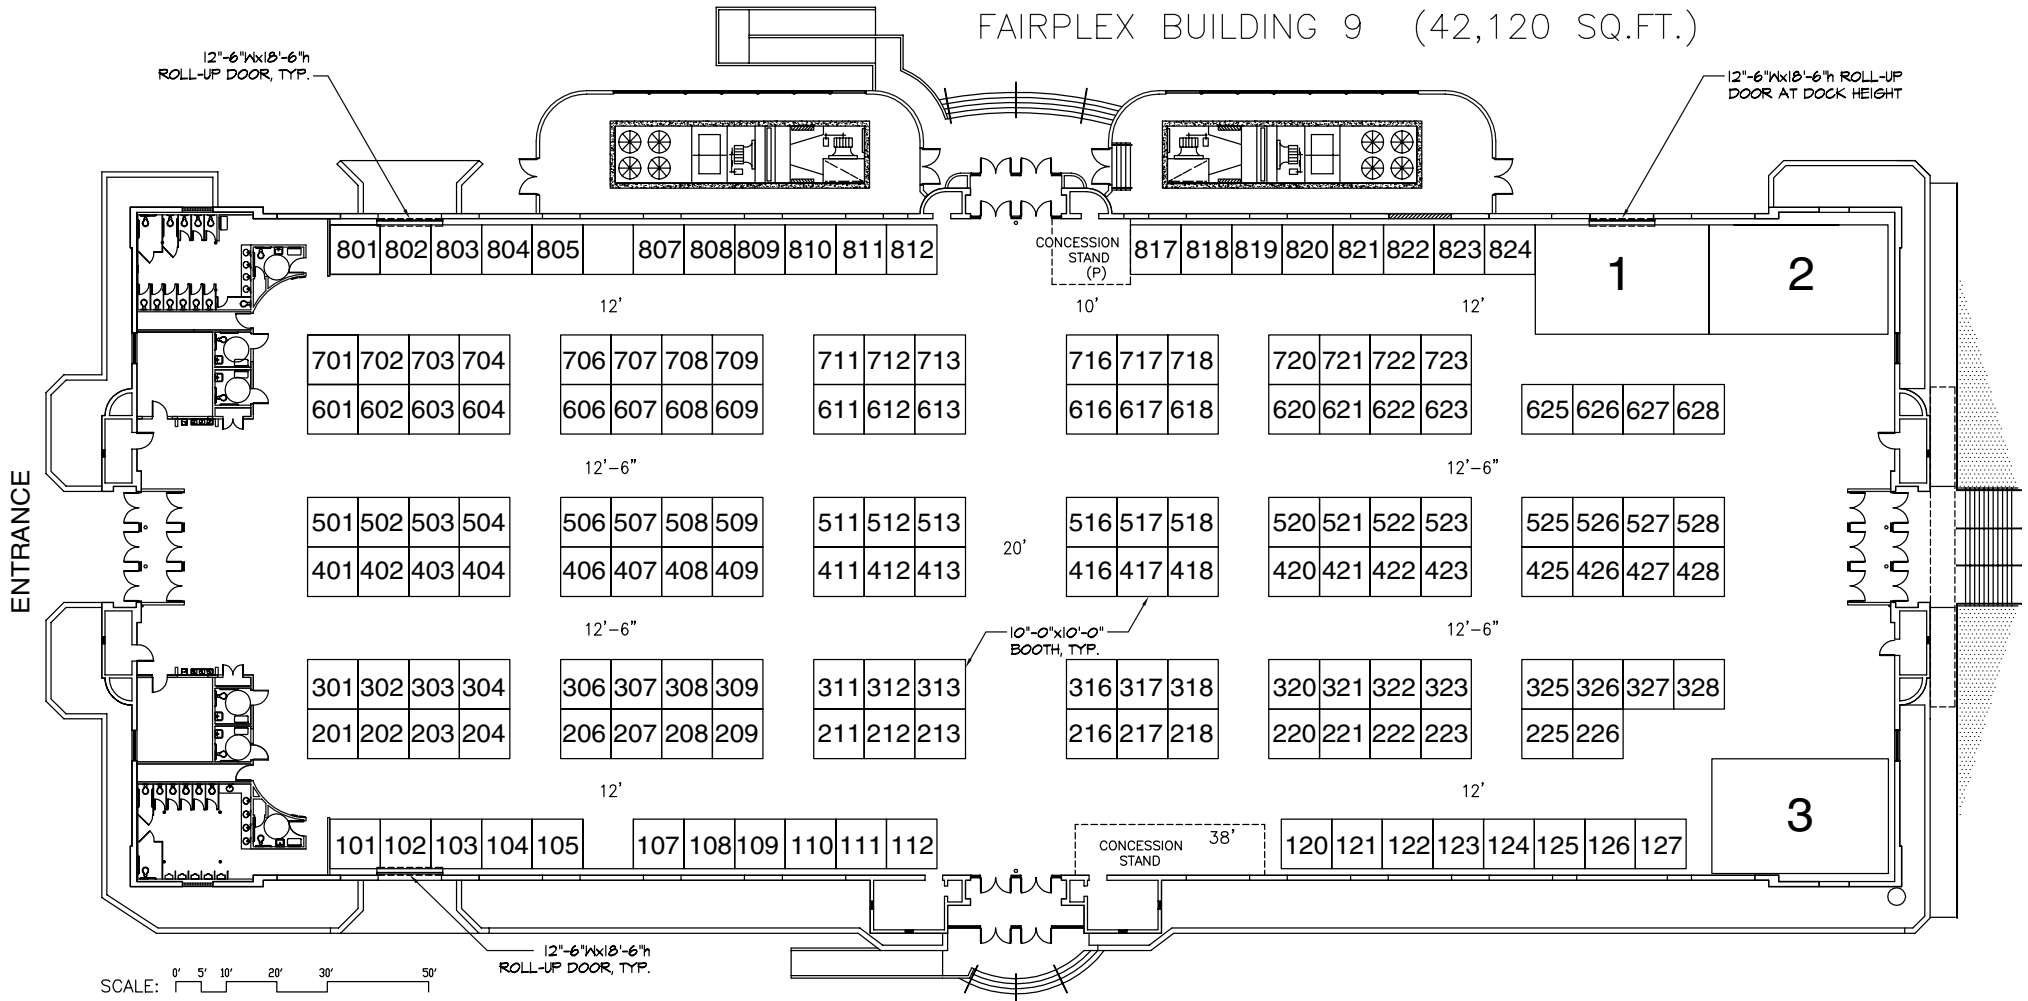 FAIRPLEX BUILDING 9 (42,120 SQ.FT.)
12"-6"Wx18'-6"h
ROLL-UP DOOR, TYP.
12"-6"Wx18'-6"h ROLL-UP
DOOR AT DOCK HEIGHT
801 802 803 804 805 807 808 809 810 811 812
CONCESSION
STAND
(P)
817 818 819 820 821 822 823 824
1
2
12'
10'
12'
701 702 703 704 706 707 708 709 711 712 713 716 717 718 720 721 722 723
601 602 603 604 606 607 608 609 611 612 613 616 617 618 620 621 622 623 625 626 627 628
12'-6"
12'-6"
ENTRANCE
501 502 503 504 506 507 508 509 511 512 513 516 517 518 520 521 522 523 525 526 527 528
20'
401 402 403 404 406 407 408 409 411 412 413 416 417 418 420 421 422 423 425 426 427 428
12'-6"
12'-6"
10"-0"x10'-0"
BOOTH, TYP.
301 302 303 304 306 307 308 309 311 312 313 316 317 318 320 321 322 323 325 326 327 328
201 202 203 204 206 207 208 209 211 212 213 216 217 218 220 221 222 223 225 226
12'
12'
3
101 102 103 104 105 107 108 109 110 111 112
CONCESSION
STAND
38'
120 121 122 123 124 125 126 127
12"-6"Wx18'-6"h
ROLL-UP DOOR, TYP.
SCALE: 0' 5' 10' 20' 30' 50'